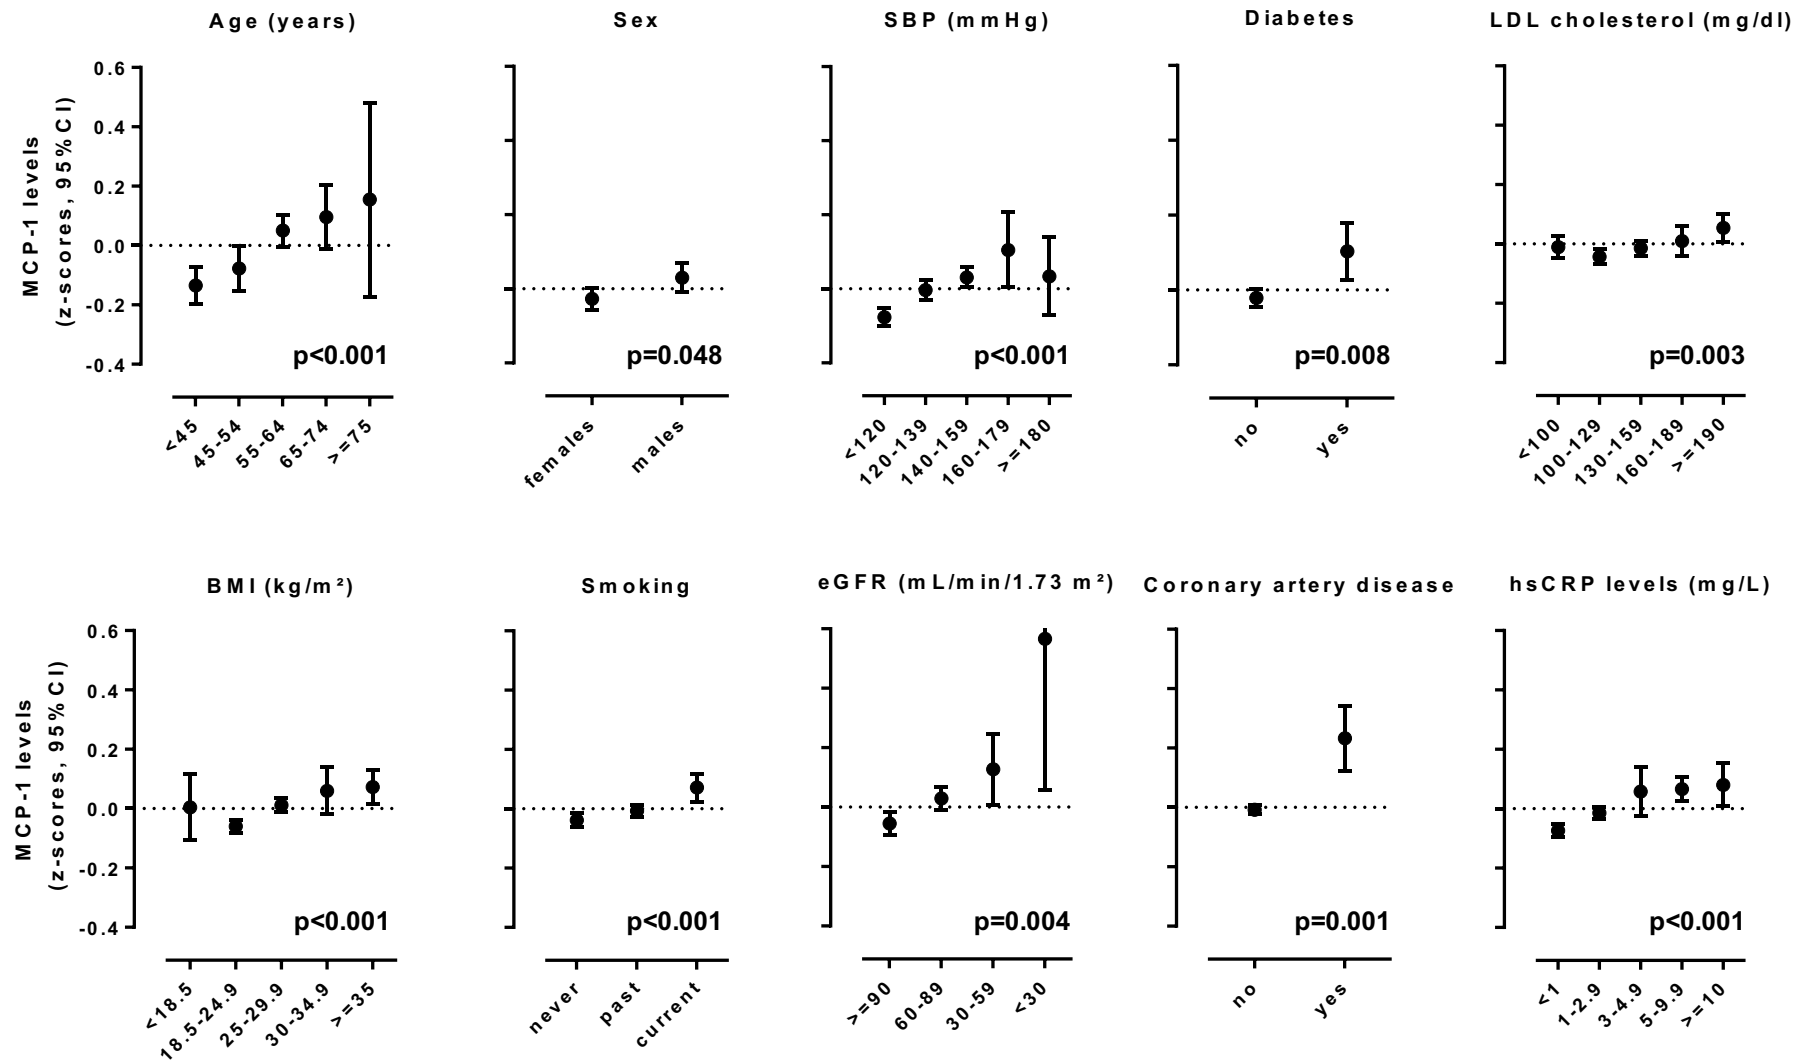 Age (years)
Sex
SBP (mmHg)
Diabetes
LDL cholesterol (mg/dl)
MCP-1 levels
(z-scores, 95%CI)
0.6
0.4
0.2
0.0
-0.2
-0.4
p<0.001
p=0.048
p<0.001
p=0.008
p=0.003
<45
45-54
55-64
65-74
>=75
females
males
<120
120-139
140-159
160-179
>=180
no
yes
<100
100-129
130-159
160-189
>=190
BMI (kg/m²)
Smoking
eGFR (mL/min/1.73 m²)
Coronary artery disease
hsCRP levels (mg/L)
MCP-1 levels
(z-scores, 95%CI)
0.6
0.4
0.2
0.0
-0.2
-0.4
p<0.001
p<0.001
p=0.004
p=0.001
p<0.001
<18.5
18.5-24.9
25-29.9
30-34.9
>=35
never
past
current
>=90
60-89
30-59
<30
no
yes
<1
1-2.9
3-4.9
5-9.9
>=10